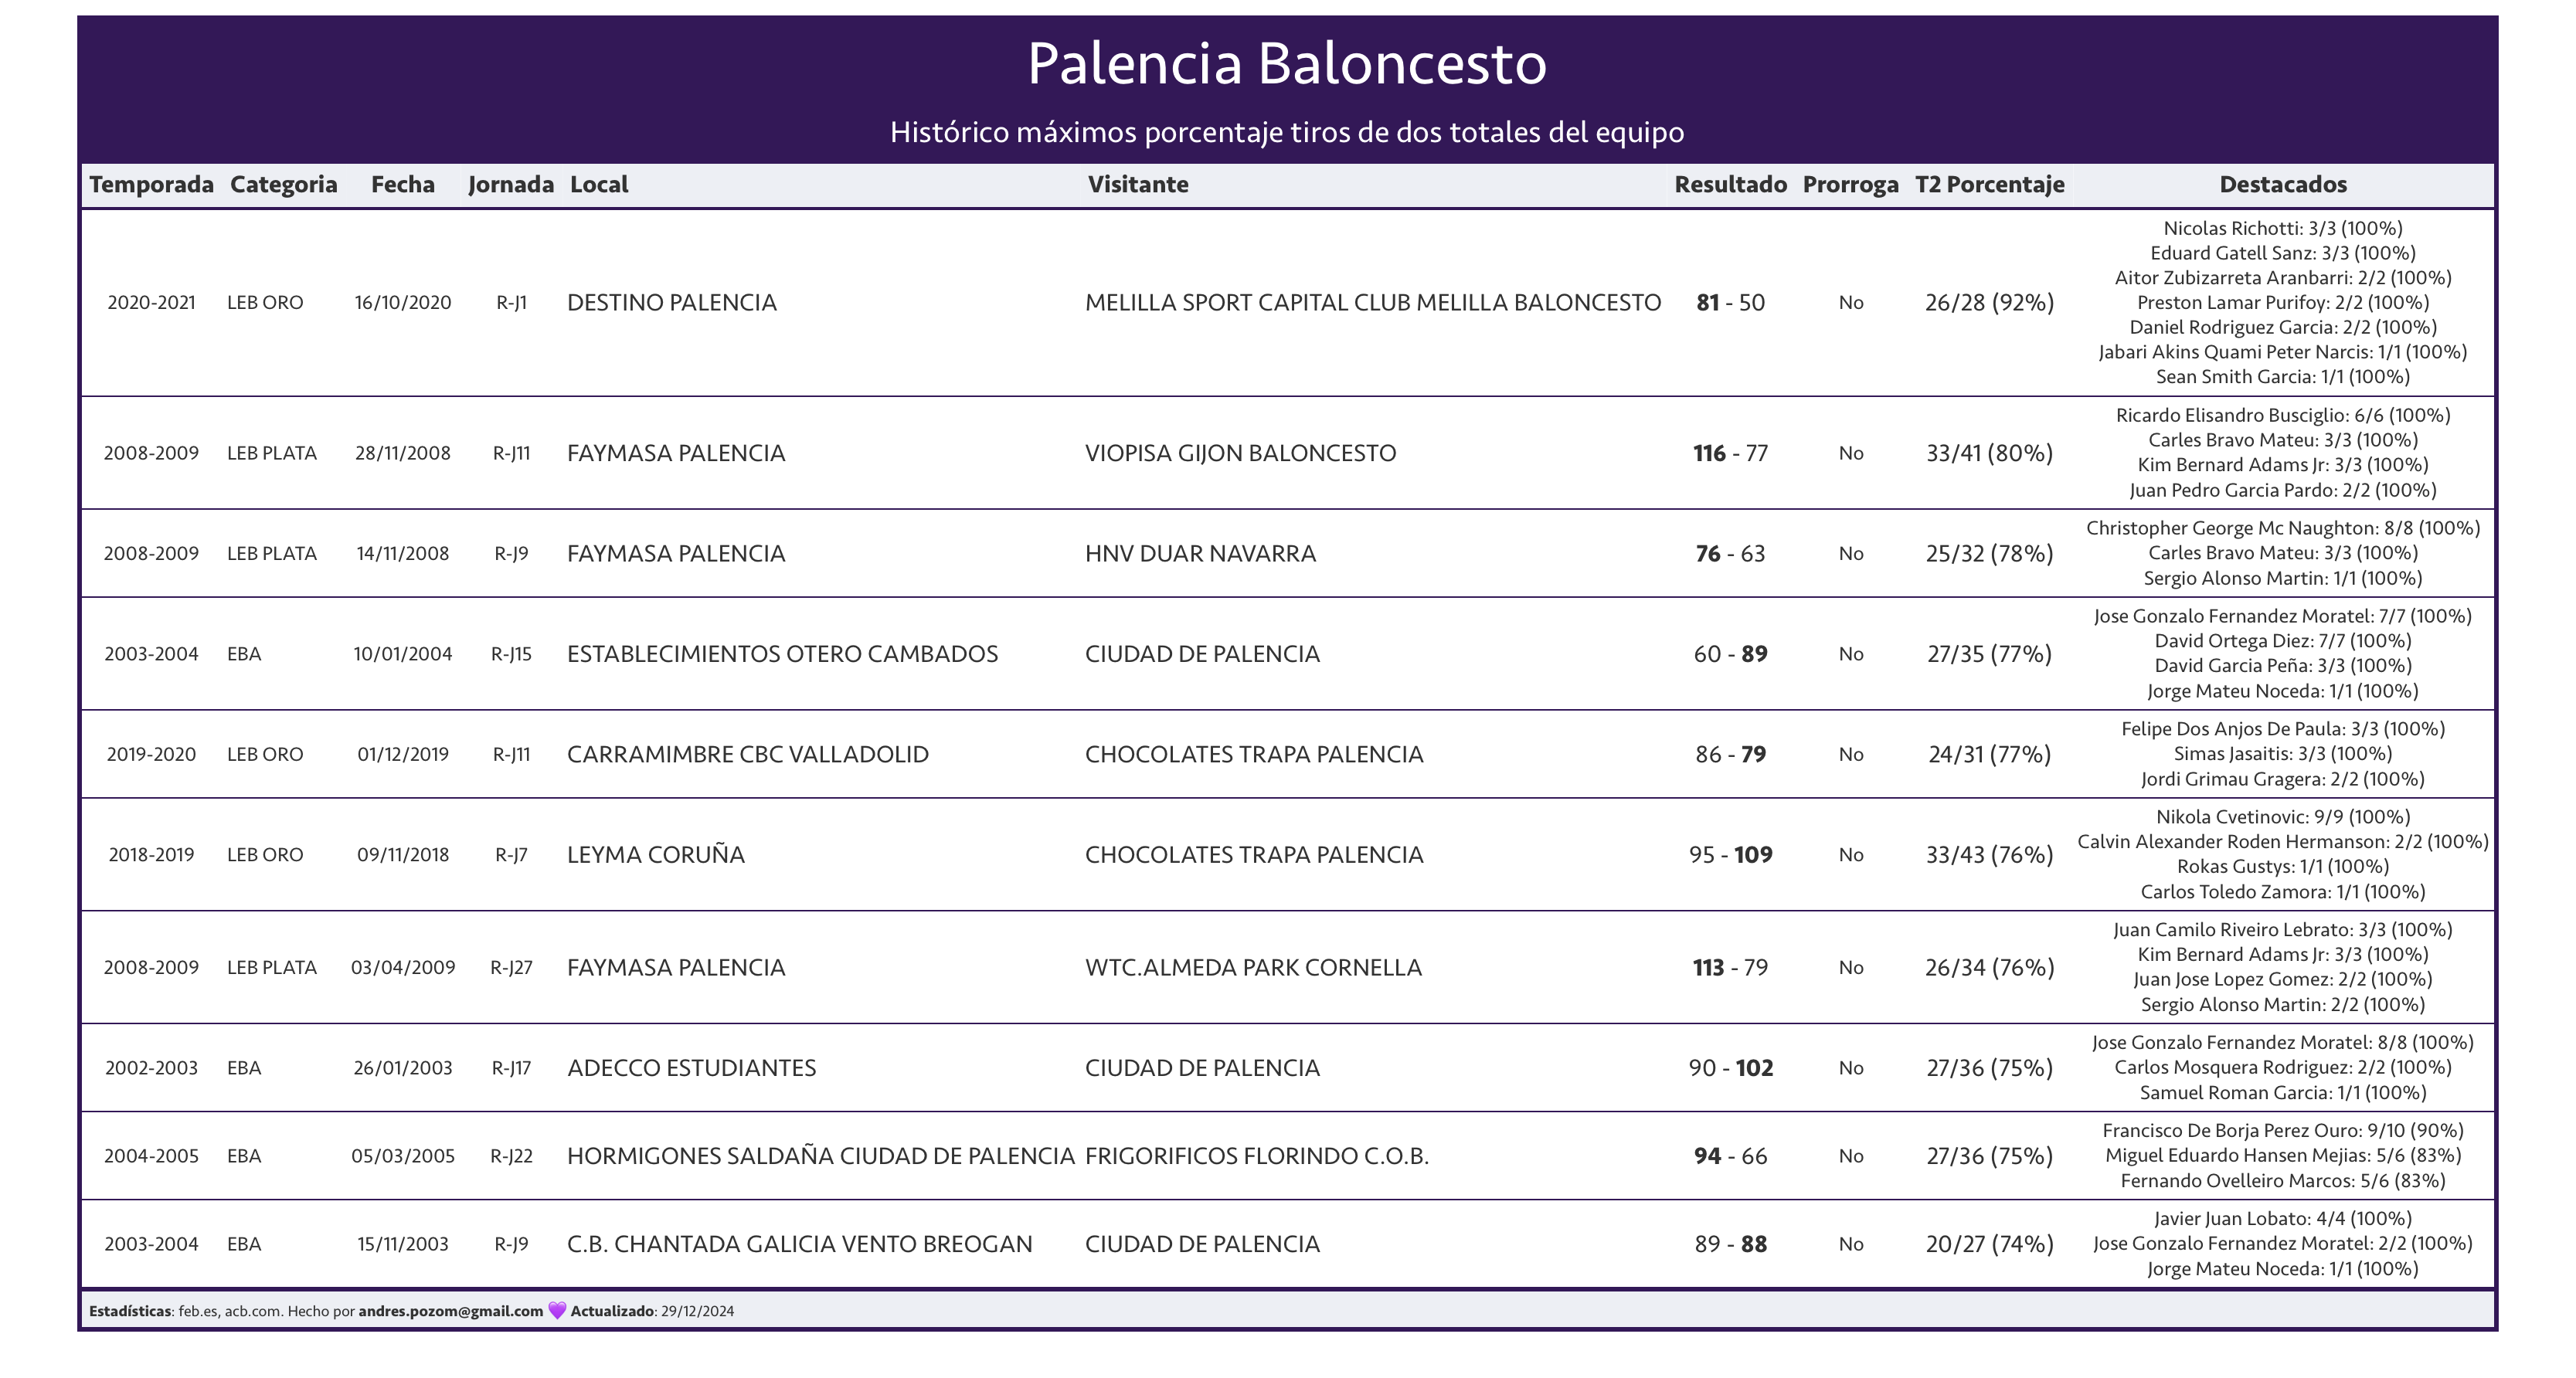 Palencia Baloncesto
Histórico máximos porcentaje tiros de dos totales del equipo
Temporada Categoria Fecha Jornada Local Visitante Resultado Prorroga T2 Porcentaje Destacados
2020-2021 LEB ORO 16/10/2020 R-J1 DESTINO PALENCIA MELILLA SPORT CAPITAL CLUB MELILLA BALONCESTO 81 - 50 No 26/28 (92%)
Nicolas Richotti: 3/3 (100%)
Eduard Gatell Sanz: 3/3 (100%)
Aitor Zubizarreta Aranbarri: 2/2 (100%)
Preston Lamar Purifoy: 2/2 (100%)
Daniel Rodriguez Garcia: 2/2 (100%)
Jabari Akins Quami Peter Narcis: 1/1 (100%)
Sean Smith Garcia: 1/1 (100%)
2008-2009 LEB PLATA 28/11/2008 R-J11 FAYMASA PALENCIA VIOPISA GIJON BALONCESTO 116 - 77 No 33/41 (80%)
Ricardo Elisandro Busciglio: 6/6 (100%)
Carles Bravo Mateu: 3/3 (100%)
Kim Bernard Adams Jr: 3/3 (100%)
Juan Pedro Garcia Pardo: 2/2 (100%)
2008-2009 LEB PLATA 14/11/2008 R-J9 FAYMASA PALENCIA HNV DUAR NAVARRA 76 - 63 No 25/32 (78%)
Christopher George Mc Naughton: 8/8 (100%)
Carles Bravo Mateu: 3/3 (100%)
Sergio Alonso Martin: 1/1 (100%)
2003-2004 EBA 10/01/2004 R-J15 ESTABLECIMIENTOS OTERO CAMBADOS CIUDAD DE PALENCIA 60 - 89 No 27/35 (77%)
Jose Gonzalo Fernandez Moratel: 7/7 (100%)
David Ortega Diez: 7/7 (100%)
David Garcia Peña: 3/3 (100%)
Jorge Mateu Noceda: 1/1 (100%)
2019-2020 LEB ORO 01/12/2019 R-J11 CARRAMIMBRE CBC VALLADOLID CHOCOLATES TRAPA PALENCIA 86 - 79 No 24/31 (77%)
Felipe Dos Anjos De Paula: 3/3 (100%)
Simas Jasaitis: 3/3 (100%)
Jordi Grimau Gragera: 2/2 (100%)
2018-2019 LEB ORO 09/11/2018 R-J7 LEYMA CORUÑA CHOCOLATES TRAPA PALENCIA 95 - 109 No 33/43 (76%)
Nikola Cvetinovic: 9/9 (100%)
Calvin Alexander Roden Hermanson: 2/2 (100%)
Rokas Gustys: 1/1 (100%)
Carlos Toledo Zamora: 1/1 (100%)
2008-2009 LEB PLATA 03/04/2009 R-J27 FAYMASA PALENCIA WTC.ALMEDA PARK CORNELLA 113 - 79 No 26/34 (76%)
Juan Camilo Riveiro Lebrato: 3/3 (100%)
Kim Bernard Adams Jr: 3/3 (100%)
Juan Jose Lopez Gomez: 2/2 (100%)
Sergio Alonso Martin: 2/2 (100%)
2002-2003 EBA 26/01/2003 R-J17 ADECCO ESTUDIANTES CIUDAD DE PALENCIA 90 - 102 No 27/36 (75%)
Jose Gonzalo Fernandez Moratel: 8/8 (100%)
Carlos Mosquera Rodriguez: 2/2 (100%)
Samuel Roman Garcia: 1/1 (100%)
2004-2005 EBA 05/03/2005 R-J22 HORMIGONES SALDAÑA CIUDAD DE PALENCIA FRIGORIFICOS FLORINDO C.O.B. 94 - 66 No 27/36 (75%)
Francisco De Borja Perez Ouro: 9/10 (90%)
Miguel Eduardo Hansen Mejias: 5/6 (83%)
Fernando Ovelleiro Marcos: 5/6 (83%)
2003-2004 EBA 15/11/2003 R-J9 C.B. CHANTADA GALICIA VENTO BREOGAN CIUDAD DE PALENCIA 89 - 88 No 20/27 (74%)
Javier Juan Lobato: 4/4 (100%)
Jose Gonzalo Fernandez Moratel: 2/2 (100%)
Jorge Mateu Noceda: 1/1 (100%)
Estadísticas: feb.es, acb.com. Hecho por andres.pozom@gmail.com 💜 Actualizado: 29/12/2024